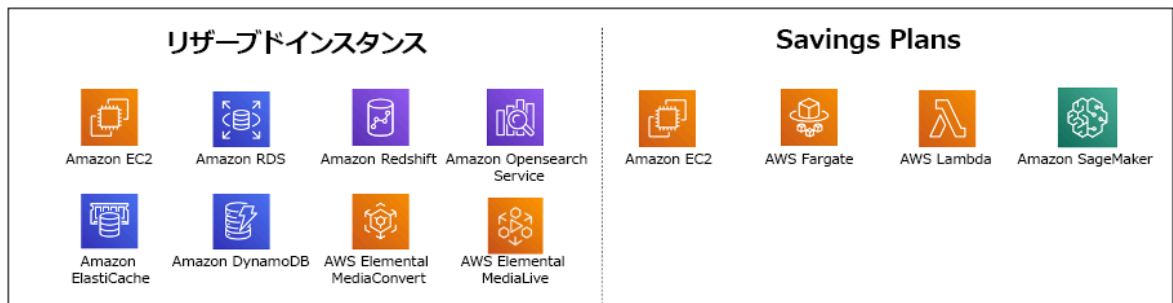 リザーブドインスタンス
Savings Plans
Amazon EC2
Amazon RDS
Amazon Redshift
Amazon Opensearch
Service
Amazon EC2
AWS Fargate
AWS Lambda
Amazon SageMaker
Amazon
ElastiCache
Amazon DynamoDB
AWS Elemental
MediaConvert
AWS Elemental
MediaLive